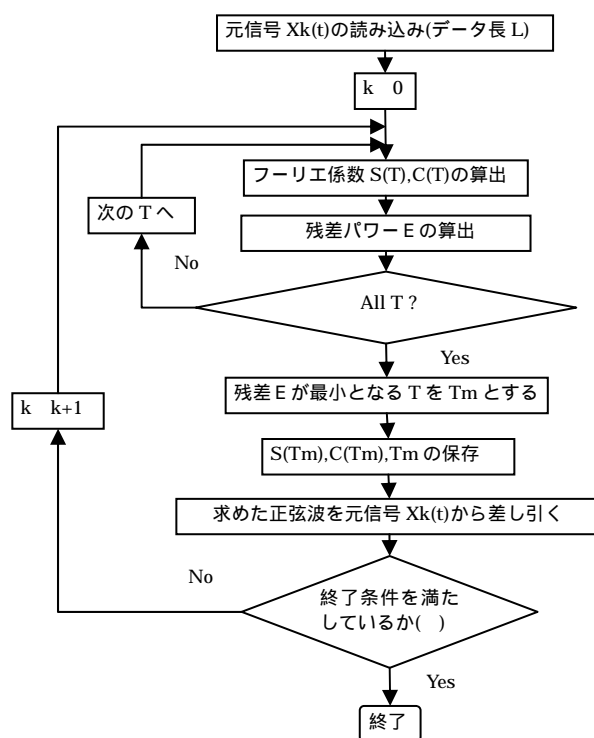 元信号 Xk(t)の読み込み(データ長 L)
k 0
フーリエ係数 S(T),C(T)の算出
次の T へ
残差パワー E の算出
No
All T ?
Yes
残差 E が最小となる T を Tm とする
k k+1
S(Tm),C(Tm),Tm の保存
求めた正弦波を元信号 Xk(t)から差し引く
No
終了条件を満た
しているか( )
Yes
終了